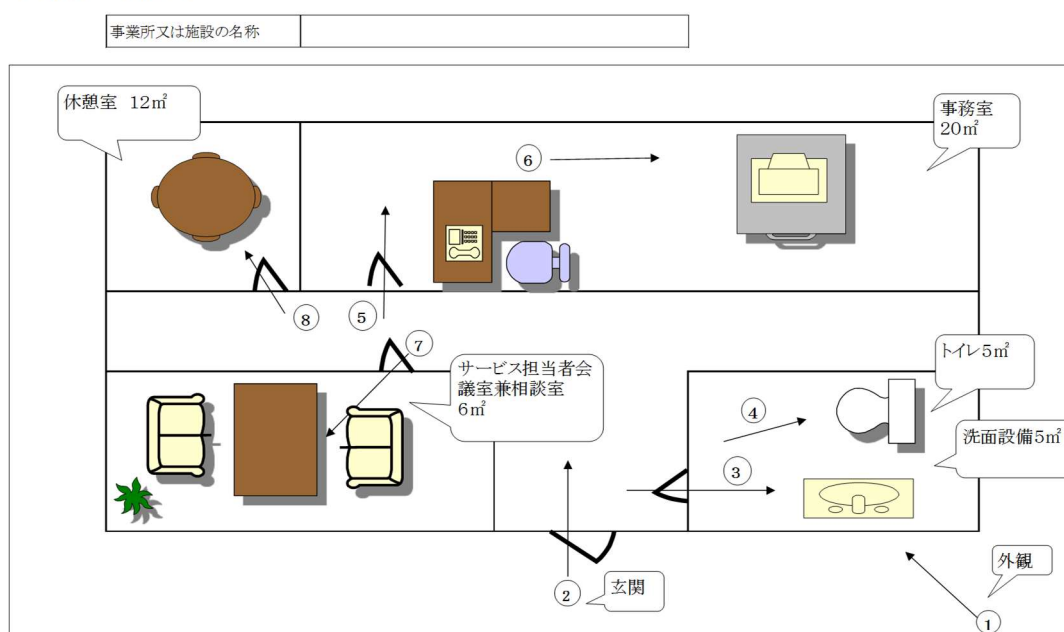 事業所又は施設の名称
休憩室 12㎡
事務室
20㎡
6
8
5
7
サービス担当者会
議室兼相談室
6㎡
トイレ5㎡
4
洗面設備5㎡
3
外観
2
玄関
1